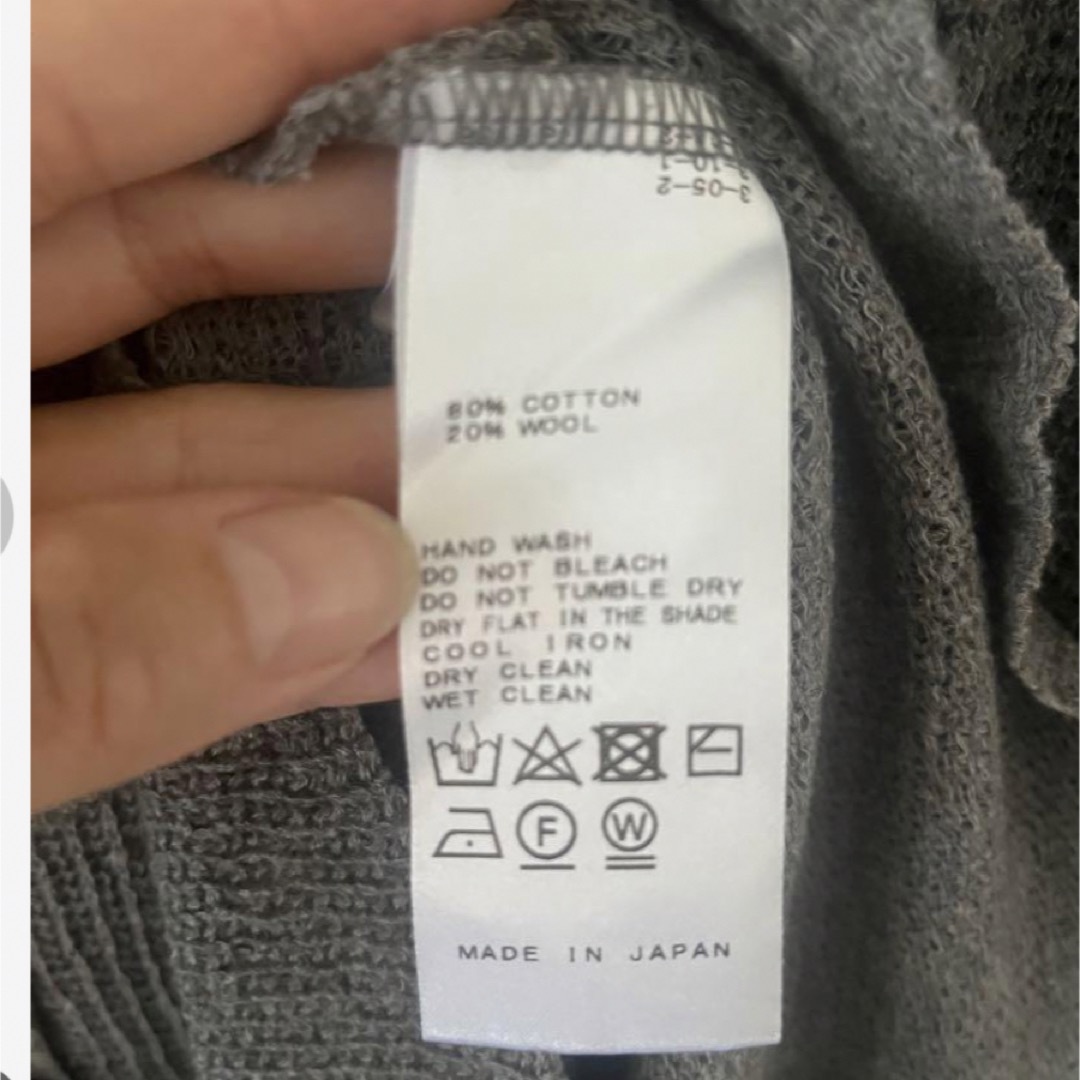 3-05-2
80% COTTON
20% WOOL
HAND WASH
DO NOT BLEACH
DO NOT TUMBLE DRY
DRY FLAT IN THE SHADE
COOL IRON
DRY CLEAN
WET CLEAN
F
W
MADE IN JAPAN